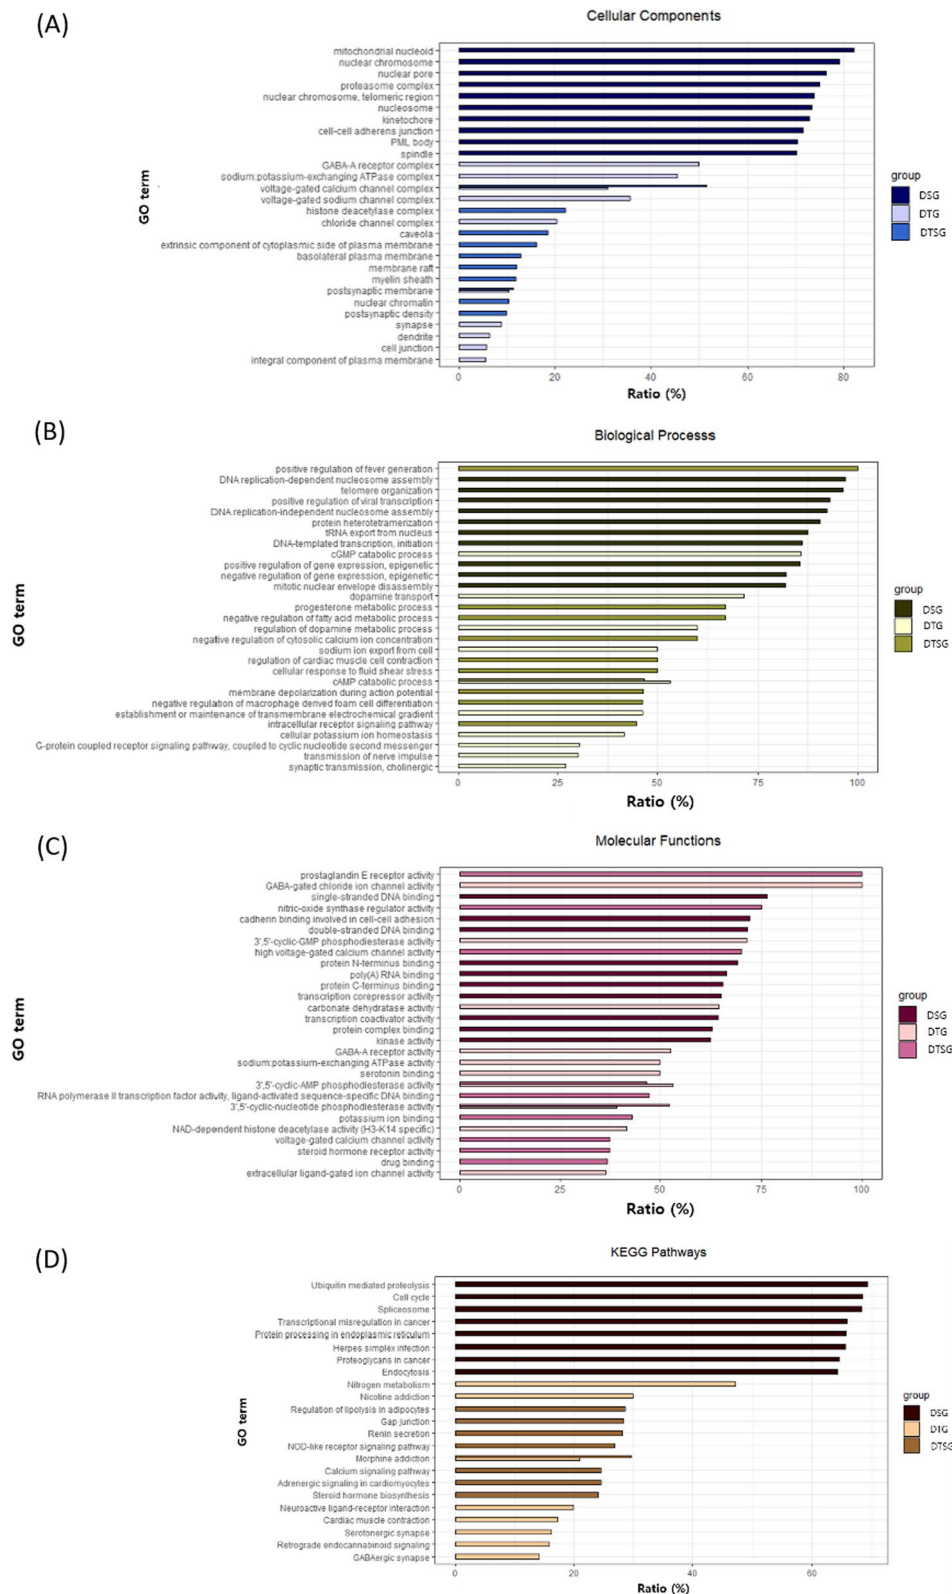 (A)
Cellular Components
GO term
mitochondrial nucleoid
nuclear chromosome
nuclear pore
proteasome complex
nuclear chromosome, telomeric region
nucleosome
kinetochore
cell-cell adherens junction
PML body
spindle
GABA-A receptor complex
sodium:potassium-exchanging ATPase complex
voltage-gated calcium channel complex
voltage-gated sodium channel complex
histone deacetylase complex
chloride channel complex
caveola
extrinsic component of cytoplasmic side of plasma membrane
basolateral plasma membrane
membrane raft
myelin sheath
postsynaptic membrane
nuclear chromatin
postsynaptic density
synapse
dendrite
cell junction
integral component of plasma membrane
0 20 40 60 80
Ratio (%)
group
DSG
DTG
DTSG
(B)
Biological Processs
GO term
positive regulation of fever generation
DNA replication-dependent nucleosome assembly
telomere organization
positive regulation of viral transcription
DNA replication-independent nucleosome assembly
protein heterotetramerization
tRNA export from nucleus
DNA-templated transcription, initiation
cGMP catabolic process
positive regulation of gene expression, epigenetic
negative regulation of gene expression, epigenetic
mitotic nuclear envelope disassembly
dopamine transport
progesterone metabolic process
negative regulation of fatty acid metabolic process
regulation of dopamine metabolic process
negative regulation of cytosolic calcium ion concentration
sodium ion export from cell
regulation of cardiac muscle cell contraction
cellular response to fluid shear stress
cAMP catabolic process
membrane depolarization during action potential
negative regulation of macrophage derived foam cell differentiation
establishment or maintenance of transmembrane electrochemical gradient
intracellular receptor signaling pathway
cellular potassium ion homeostasis
G-protein coupled receptor signaling pathway, coupled to cyclic nucleotide second messenger
transmission of nerve impulse
synaptic transmission, cholinergic
0 25 50 75 100
Ratio (%)
group
DSG
DTG
DTSG
(C)
Molecular Functions
GO term
prostaglandin E receptor activity
GABA-gated chloride ion channel activity
single-stranded DNA binding
nitric-oxide synthase regulator activity
cadherin binding involved in cell-cell adhesion
double-stranded DNA binding
3',5'-cyclic-GMP phosphodiesterase activity
high voltage-gated calcium channel activity
protein N-terminus binding
poly(A) RNA binding
protein C-terminus binding
transcription corepressor activity
carbonate dehydratase activity
transcription coactivator activity
protein complex binding
kinase activity
GABA-A receptor activity
sodium:potassium-exchanging ATPase activity
serotonin binding
3',5'-cyclic-AMP phosphodiesterase activity
RNA polymerase II transcription factor activity, ligand-activated sequence-specific DNA binding
3',5'-cyclic-nucleotide phosphodiesterase activity
potassium ion binding
NAD-dependent histone deacetylase activity (H3-K14 specific)
voltage-gated calcium channel activity
steroid hormone receptor activity
drug binding
extracellular ligand-gated ion channel activity
0 25 50 75 100
Ratio (%)
group
DSG
DTG
DTSG
(D)
KEGG Pathways
GO term
Ubiquitin mediated proteolysis
Cell cycle
Spliceosome
Transcriptional misregulation in cancer
Protein processing in endoplasmic reticulum
Herpes simplex infection
Proteoglycans in cancer
Endocytosis
Nitrogen metabolism
Nicotine addiction
Regulation of lipolysis in adipocytes
Gap junction
Renin secretion
NOD-like receptor signaling pathway
Morphine addiction
Calcium signaling pathway
Adrenergic signaling in cardiomyocytes
Steroid hormone biosynthesis
Neuroactive ligand-receptor interaction
Cardiac muscle contraction
Serotonergic synapse
Retrograde endocannabinoid signaling
GABAergic synapse
0 20 40 60
Ratio (%)
group
DSG
DTG
DTSG